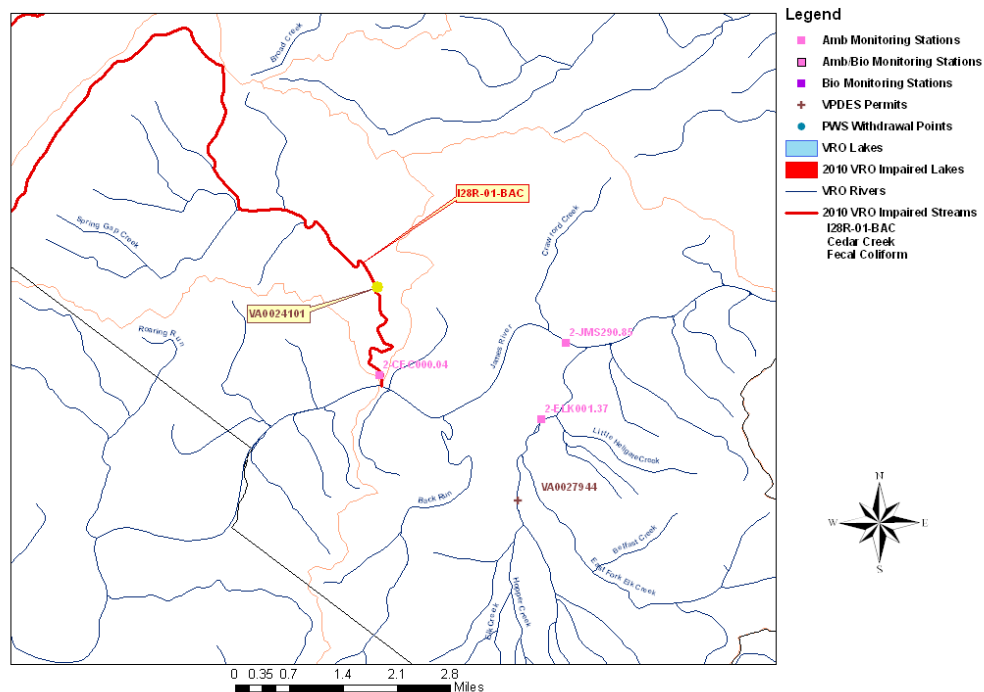 Legend
Amb Monitoring Stations
Amb/Bio Monitoring Stations
Bio Monitoring Stations
VPDES Permits
PWS Withdrawal Points
VRO Lakes
2010 VRO Impaired Lakes
VRO Rivers
2010 VRO Impaired Streams
I28R-01-BAC
Cedar Creek
Fecal Coliform
Broad Creek
I28R-01-BAC
Spring Gap Creek
Crawford Creek
VA0024101
Roaring Run
James River
2-JMS290.85
2-CEC000.04
2-ELK001.37
Little Hellgate Creek
Back Run
VA0027944
Belfast Creek
East Fork Elk Creek
Elk Creek
Hopper Creek
N
W
E
S
0 0.35 0.7 1.4 2.1 2.8
Miles